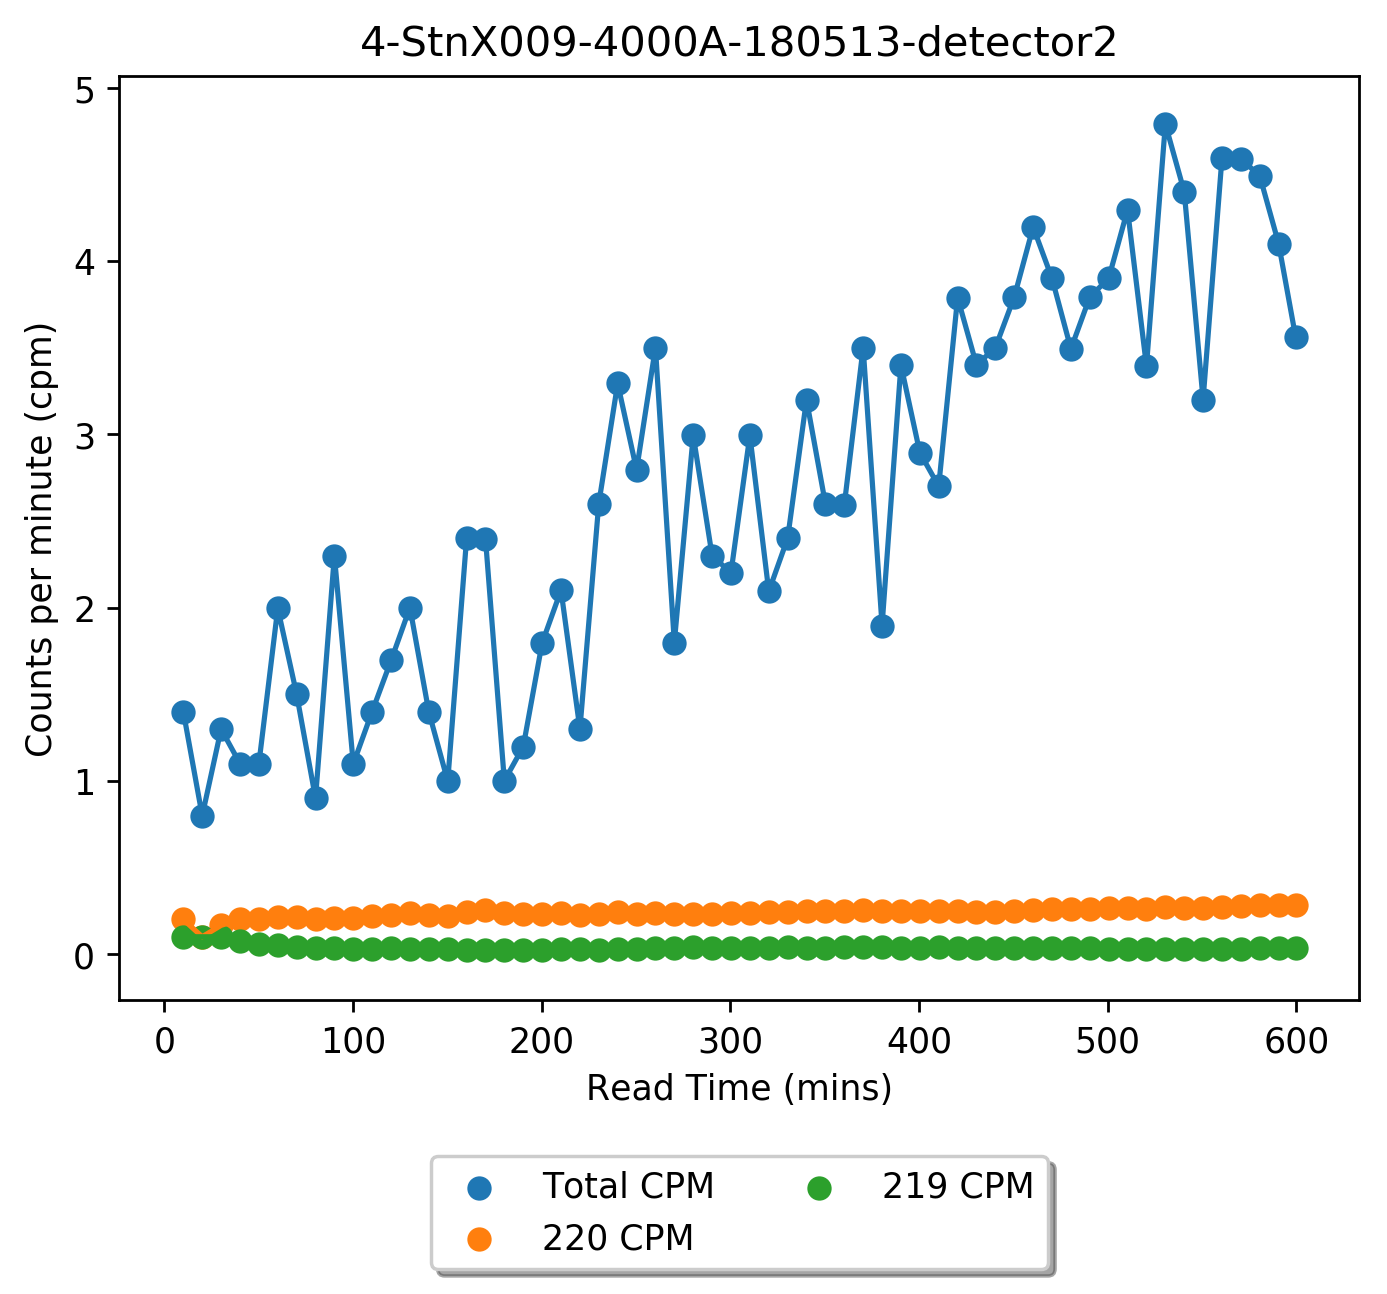 4-StnX009-4000A-180513-detector2
5
4
3
2
1
0
Counts per minute (cpm)
0 100 200 300 400 500 600
Read Time (mins)
Total CPM 219 CPM
220 CPM